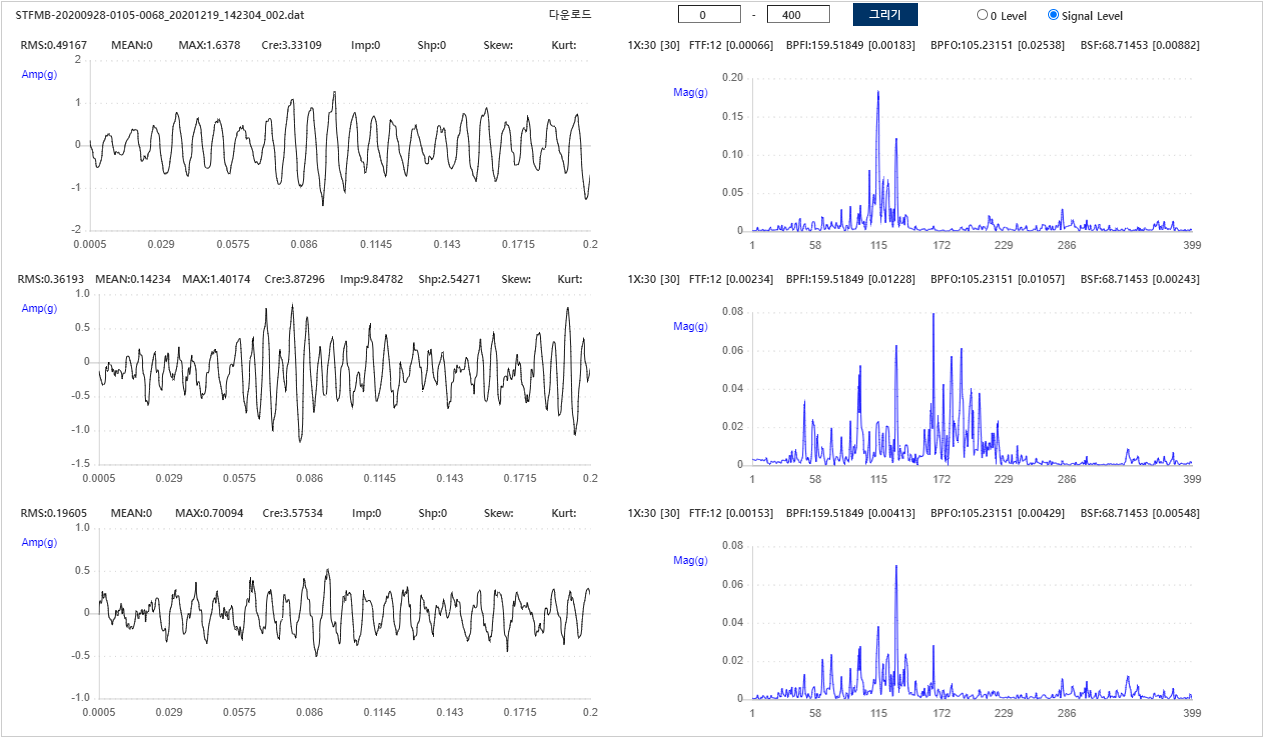 STFMB-20200928-0105-0068_20201219_142304_002.dat 다운로드 0 - 400 그리기 0 Level Signal Level
RMS:0.49167 MEAN:0 MAX:1.6378 Cre:3.33109 Imp:0 Shp:0 Skew: Kurt:
Amp(g)
2
1
0
-1
-2
0.0005 0.029 0.0575 0.086 0.1145 0.143 0.1715 0.2
1X:30 [30] FTF:12 [0.00066] BPFI:159.51849 [0.00183] BPFO:105.23151 [0.02538] BSF:68.71453 [0.00882]
Mag(g)
0.20
0.15
0.10
0.05
0
1 58 115 172 229 286 399
RMS:0.36193 MEAN:0.14234 MAX:1.40174 Cre:3.87296 Imp:9.84782 Shp:2.54271 Skew: Kurt:
Amp(g)
1.0
0.5
0
-0.5
-1.0
-1.5
0.0005 0.029 0.0575 0.086 0.1145 0.143 0.1715 0.2
1X:30 [30] FTF:12 [0.00234] BPFI:159.51849 [0.01228] BPFO:105.23151 [0.01057] BSF:68.71453 [0.00243]
Mag(g)
0.08
0.06
0.04
0.02
0
1 58 115 172 229 286 399
RMS:0.19605 MEAN:0 MAX:0.70094 Cre:3.57534 Imp:0 Shp:0 Skew: Kurt:
Amp(g)
1.0
0.5
0
-0.5
-1.0
0.0005 0.029 0.0575 0.086 0.1145 0.143 0.1715 0.2
1X:30 [30] FTF:12 [0.00153] BPFI:159.51849 [0.00413] BPFO:105.23151 [0.00429] BSF:68.71453 [0.00548]
Mag(g)
0.08
0.06
0.04
0.02
0
1 58 115 172 229 286 399